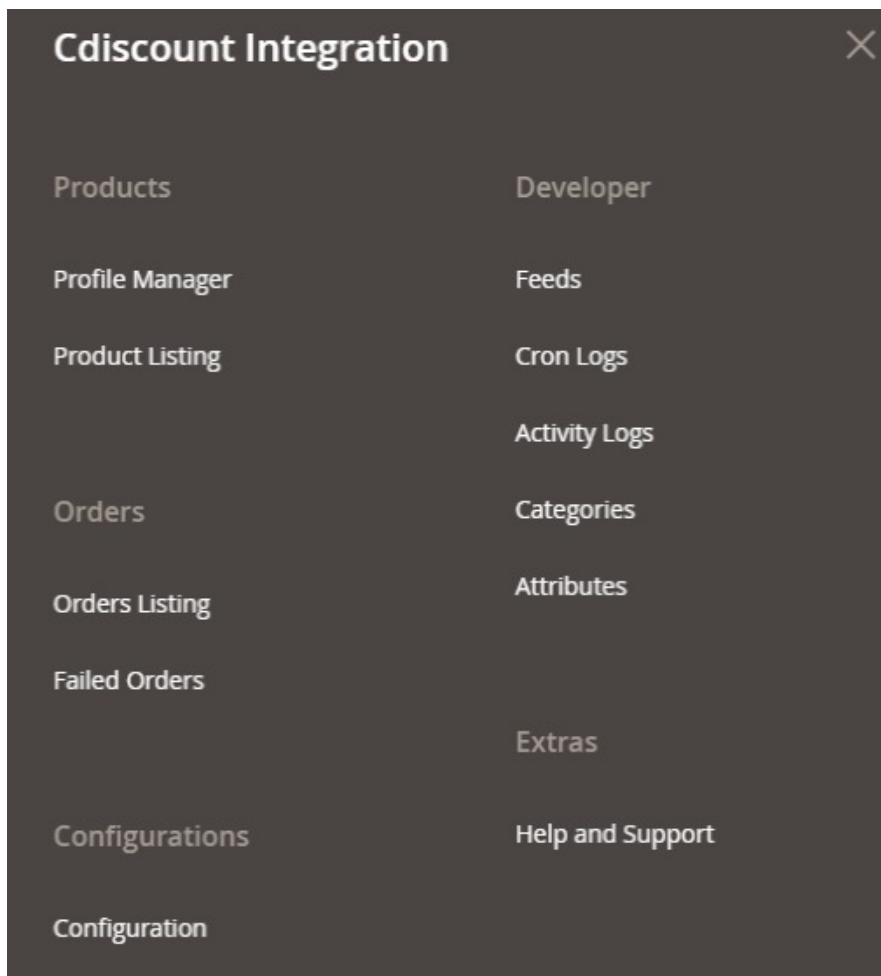 Cdiscount Integration
Products
Profile Manager
Product Listing
Orders
Orders Listing
Failed Orders
Configurations
Configuration
Developer
Feeds
Cron Logs
Activity Logs
Categories
Attributes
Extras
Help and Support